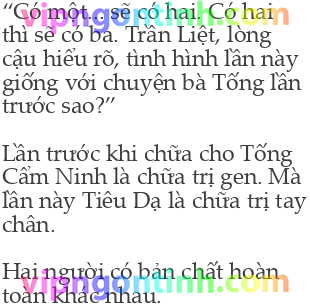 “Có một... sẽ có hai. Có hai
thì sẽ có ba. Trần Liệt, lòng
cậu hiểu rõ, tình hình lần này
giống với chuyện bà Tống lần
trước sao?”
Lần trước khi chữa cho Tống
Cẩm Ninh là chữa trị gen. Mà
lần này Tiêu Dạ là chữa trị tay
chân.
Hai người có bản chất hoàn
toàn khác nhau.
vipngontinh.com
vipngontinh.com